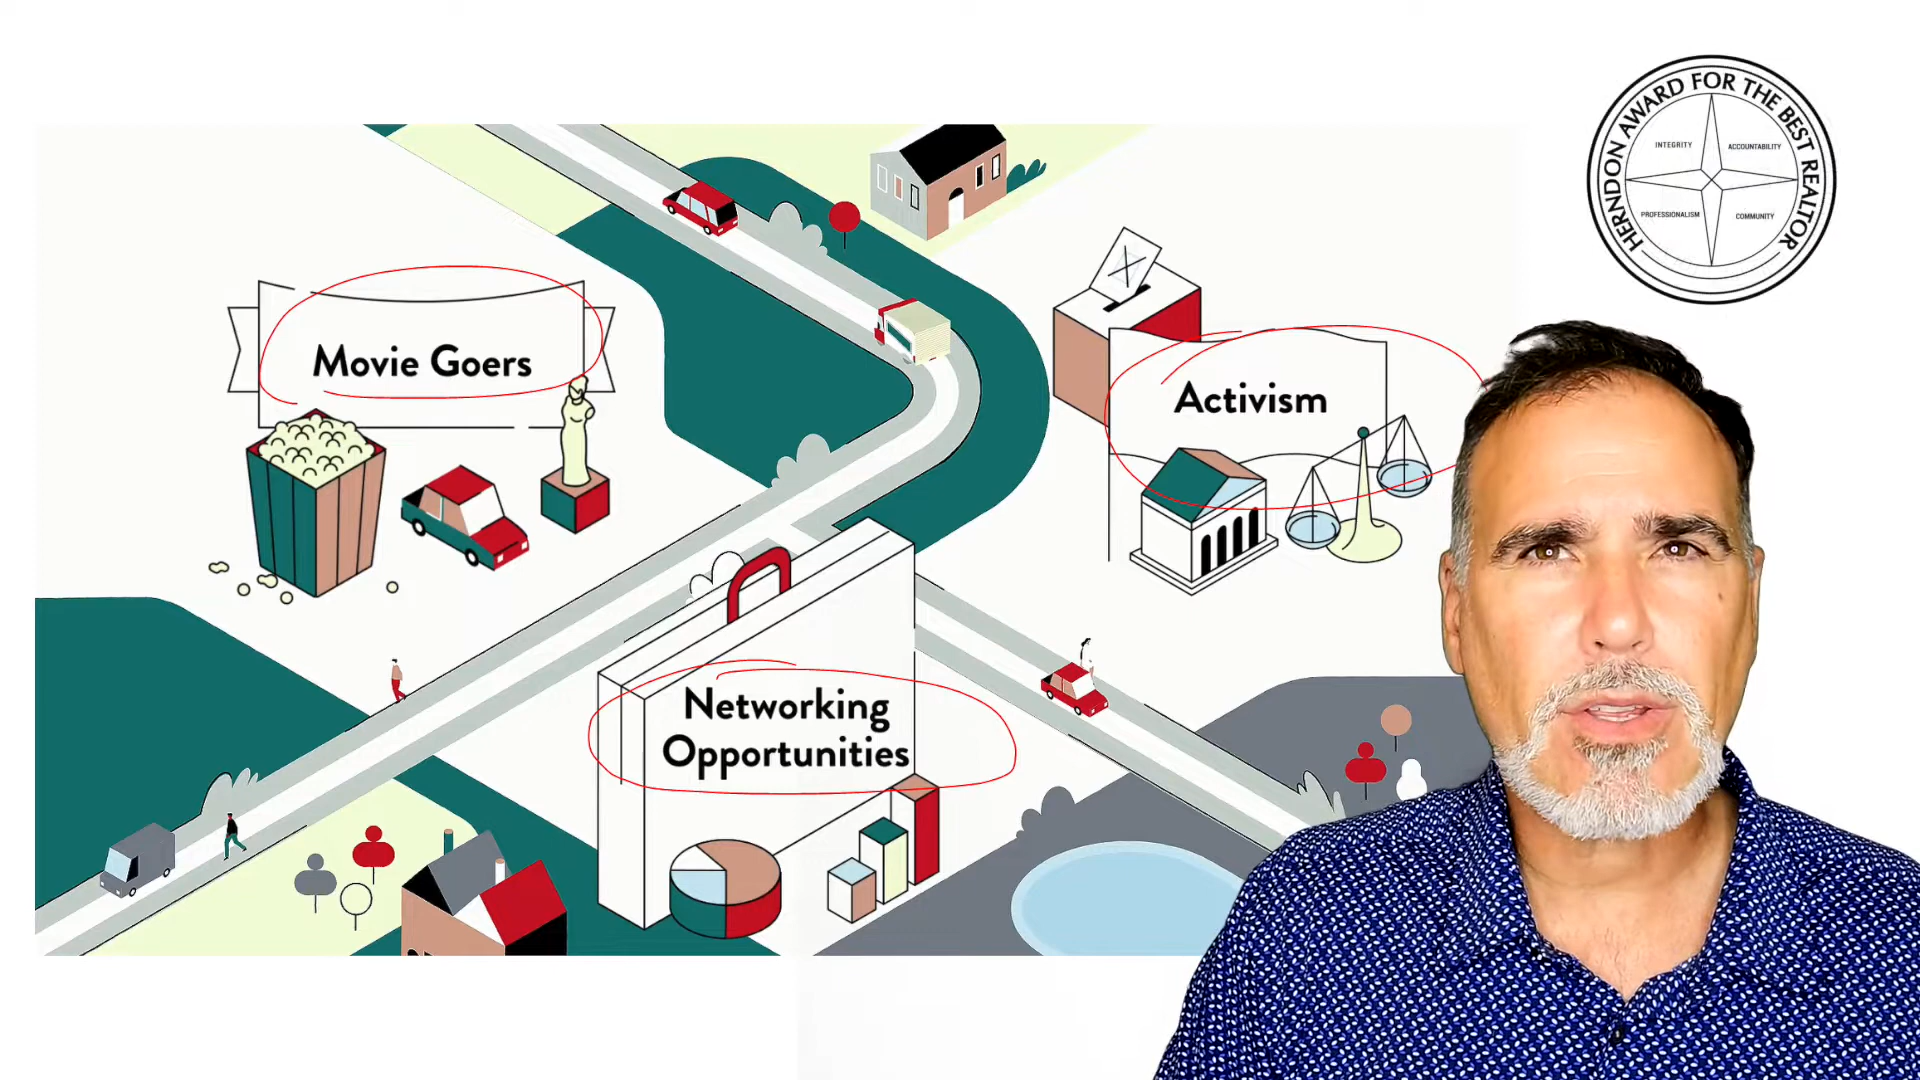 HERNDON AWARD FOR THE BEST REALTOR
INTEGRITY
ACCOUNTABILITY
PROFESSIONALISM
COMMUNITY
Movie Goers
Activism
Networking
Opportunities